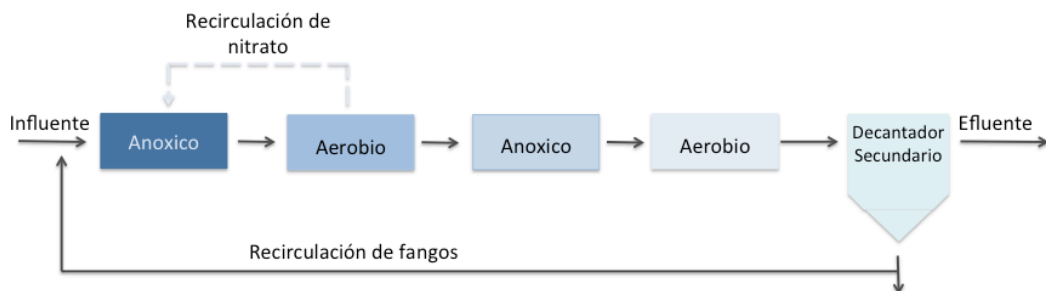 Recirculación de
nitrato
Influente
Anoxico
Aerobio
Anoxico
Aerobio
Decantador
Secundario
Efluente
Recirculación de fangos